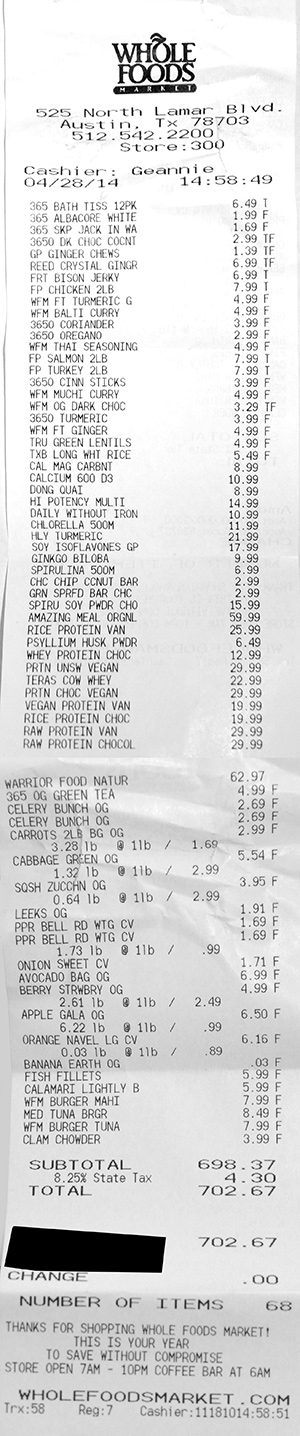 WHOLE
FOODS
MARKET
525 North Lamar Blvd.
Austin, Tx 78703
512.542.2200
Store:300
Cashier: Geannie
04/28/14 14:58:49
365 BATH TISS 12PK 6.49 T
365 ALBACORE WHITE 1.99 F
365 SKP JACK IN WA 1.69 F
3650 DK CHOC COCNT 2.99 TF
GP GINGER CHEWS 1.39 TF
REED CRYSTAL GINGR 6.99 TF
FRT BISON JERKY 6.99 T
FP CHICKEN 2LB 7.99 T
WFM FT TURMERIC G 4.99 F
WFM BALTI CURRY 4.99 F
3650 CORIANDER 3.99 F
3650 OREGANO 2.99 F
WFM THAI SEASONING 4.99 F
FP SALMON 2LB 7.99 T
FP TURKEY 2LB 7.99 T
3650 CINN STICKS 3.99 F
WFM MUCHI CURRY 4.99 F
WFM OG DARK CHOC 3.29 TF
3650 TURMERIC 3.99 F
WFM FT GINGER 4.99 F
TRU GREEN LENTILS 4.99 F
TXB LONG WHT RICE 5.49 F
CAL MAG CARBNT 8.99
CALCIUM 600 D3 10.99
DONG QUAI 8.99
HI POTENCY MULTI 14.99
DAILY WITHOUT IRON 10.99
CHLORELLA 500M 11.99
HLY TURMERIC 21.99
SOY ISOFLAVONES GP 17.99
GINKGO BILOBA 9.99
SPIRULINA 500M 6.99
CHC CHIP CCNUT BAR 2.99
GRN SPRFD BAR CHC 2.99
SPIRU SOY PWDR CHO 15.99
AMAZING MEAL ORGNL 59.99
RICE PROTEIN VAN 25.99
PSYLLIUM HUSK PWDR 6.49
WHEY PROTEIN CHOC 12.99
PRTN UNSW VEGAN 29.99
TERAS COW WHEY 22.99
PRTN CHOC VEGAN 29.99
VEGAN PROTEIN VAN 19.99
RICE PROTEIN CHOC 19.99
RAW PROTEIN VAN 29.99
RAW PROTEIN CHOCOL 29.99
WARRIOR FOOD NATUR 62.97
365 OG GREEN TEA 4.99 F
CELERY BUNCH OG 2.69 F
CELERY BUNCH OG 2.69 F
CARROTS 2LB BG OG 2.99 F
3.28 lb @ 1lb / 1.69
CABBAGE GREEN OG 5.54 F
1.32 lb @ 1lb / 2.99
SQSH ZUCCHN OG 3.95 F
0.64 lb @ 1lb / 2.99
LEEKS OG 1.91 F
PPR BELL RD WTG CV 1.69 F
PPR BELL RD WTG CV 1.69 F
1.73 lb @ 1lb / .99
ONION SWEET CV 1.71 F
AVOCADO BAG OG 6.99 F
BERRY STRWBRY OG 4.99 F
2.61 lb @ 1lb / 2.49
APPLE GALA OG 6.50 F
6.22 lb @ 1lb / .99
ORANGE NAVEL LG CV 6.16 F
0.03 lb @ 1lb / .89
BANANA EARTH OG .03 F
FISH FILLETS 5.99 F
CALAMARI LIGHTLY B 5.99 F
WFM BURGER MAHI 7.99 F
MED TUNA BRGR 8.49 F
WFM BURGER TUNA 7.99 F
CLAM CHOWDER 3.99 F
SUBTOTAL 698.37
8.25% State Tax 4.30
TOTAL 702.67
702.67
CHANGE .00
NUMBER OF ITEMS 68
THANKS FOR SHOPPING WHOLE FOODS MARKET!
THIS IS YOUR YEAR
TO SAVE WITHOUT COMPROMISE
STORE OPEN 7AM - 10PM COFFEE BAR AT 6AM
WHOLEFOODSMARKET.COM
Trx:58 Reg:7 Cashier:11181014:58:51